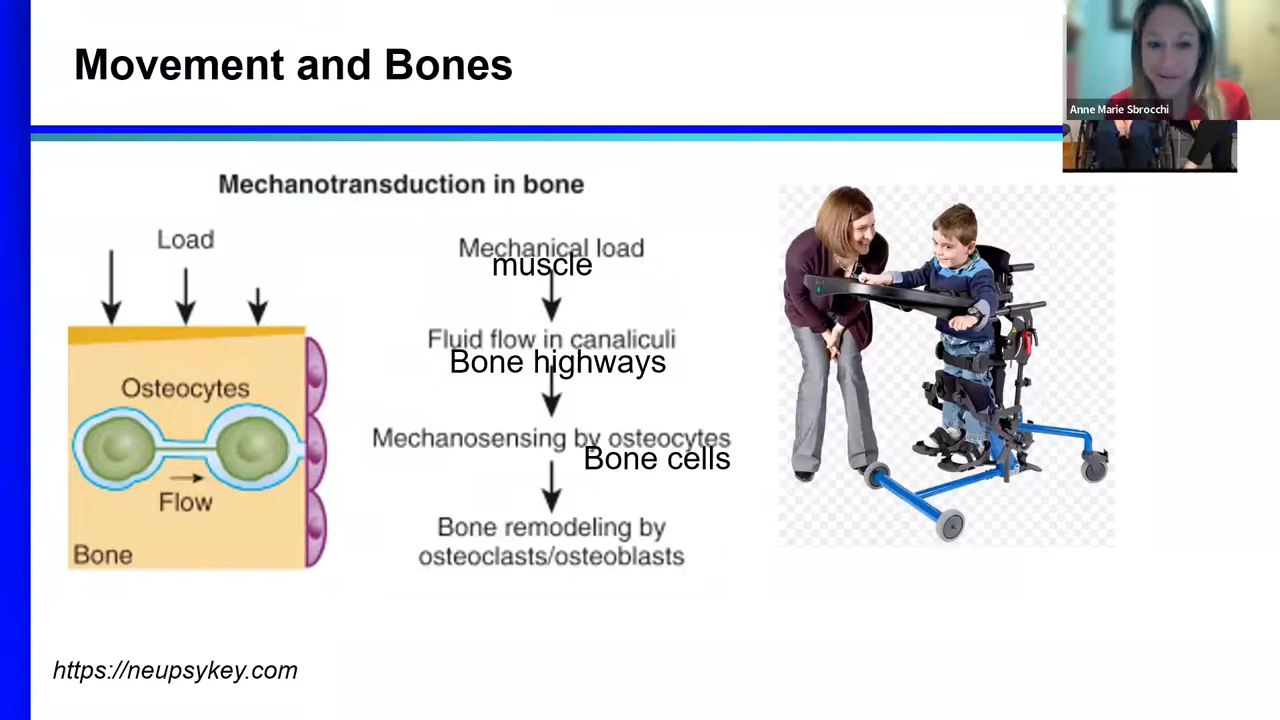 Movement and Bones
Anne Marie Sbrocchi
Mechanotransduction in bone
Load
Osteocytes
Flow
Bone
Mechanical load
muscle
Fluid flow in canaliculi
Bone highways
Mechanosensing by osteocytes
Bone cells
Bone remodeling by
osteoclasts/osteoblasts
https://neupsykey.com